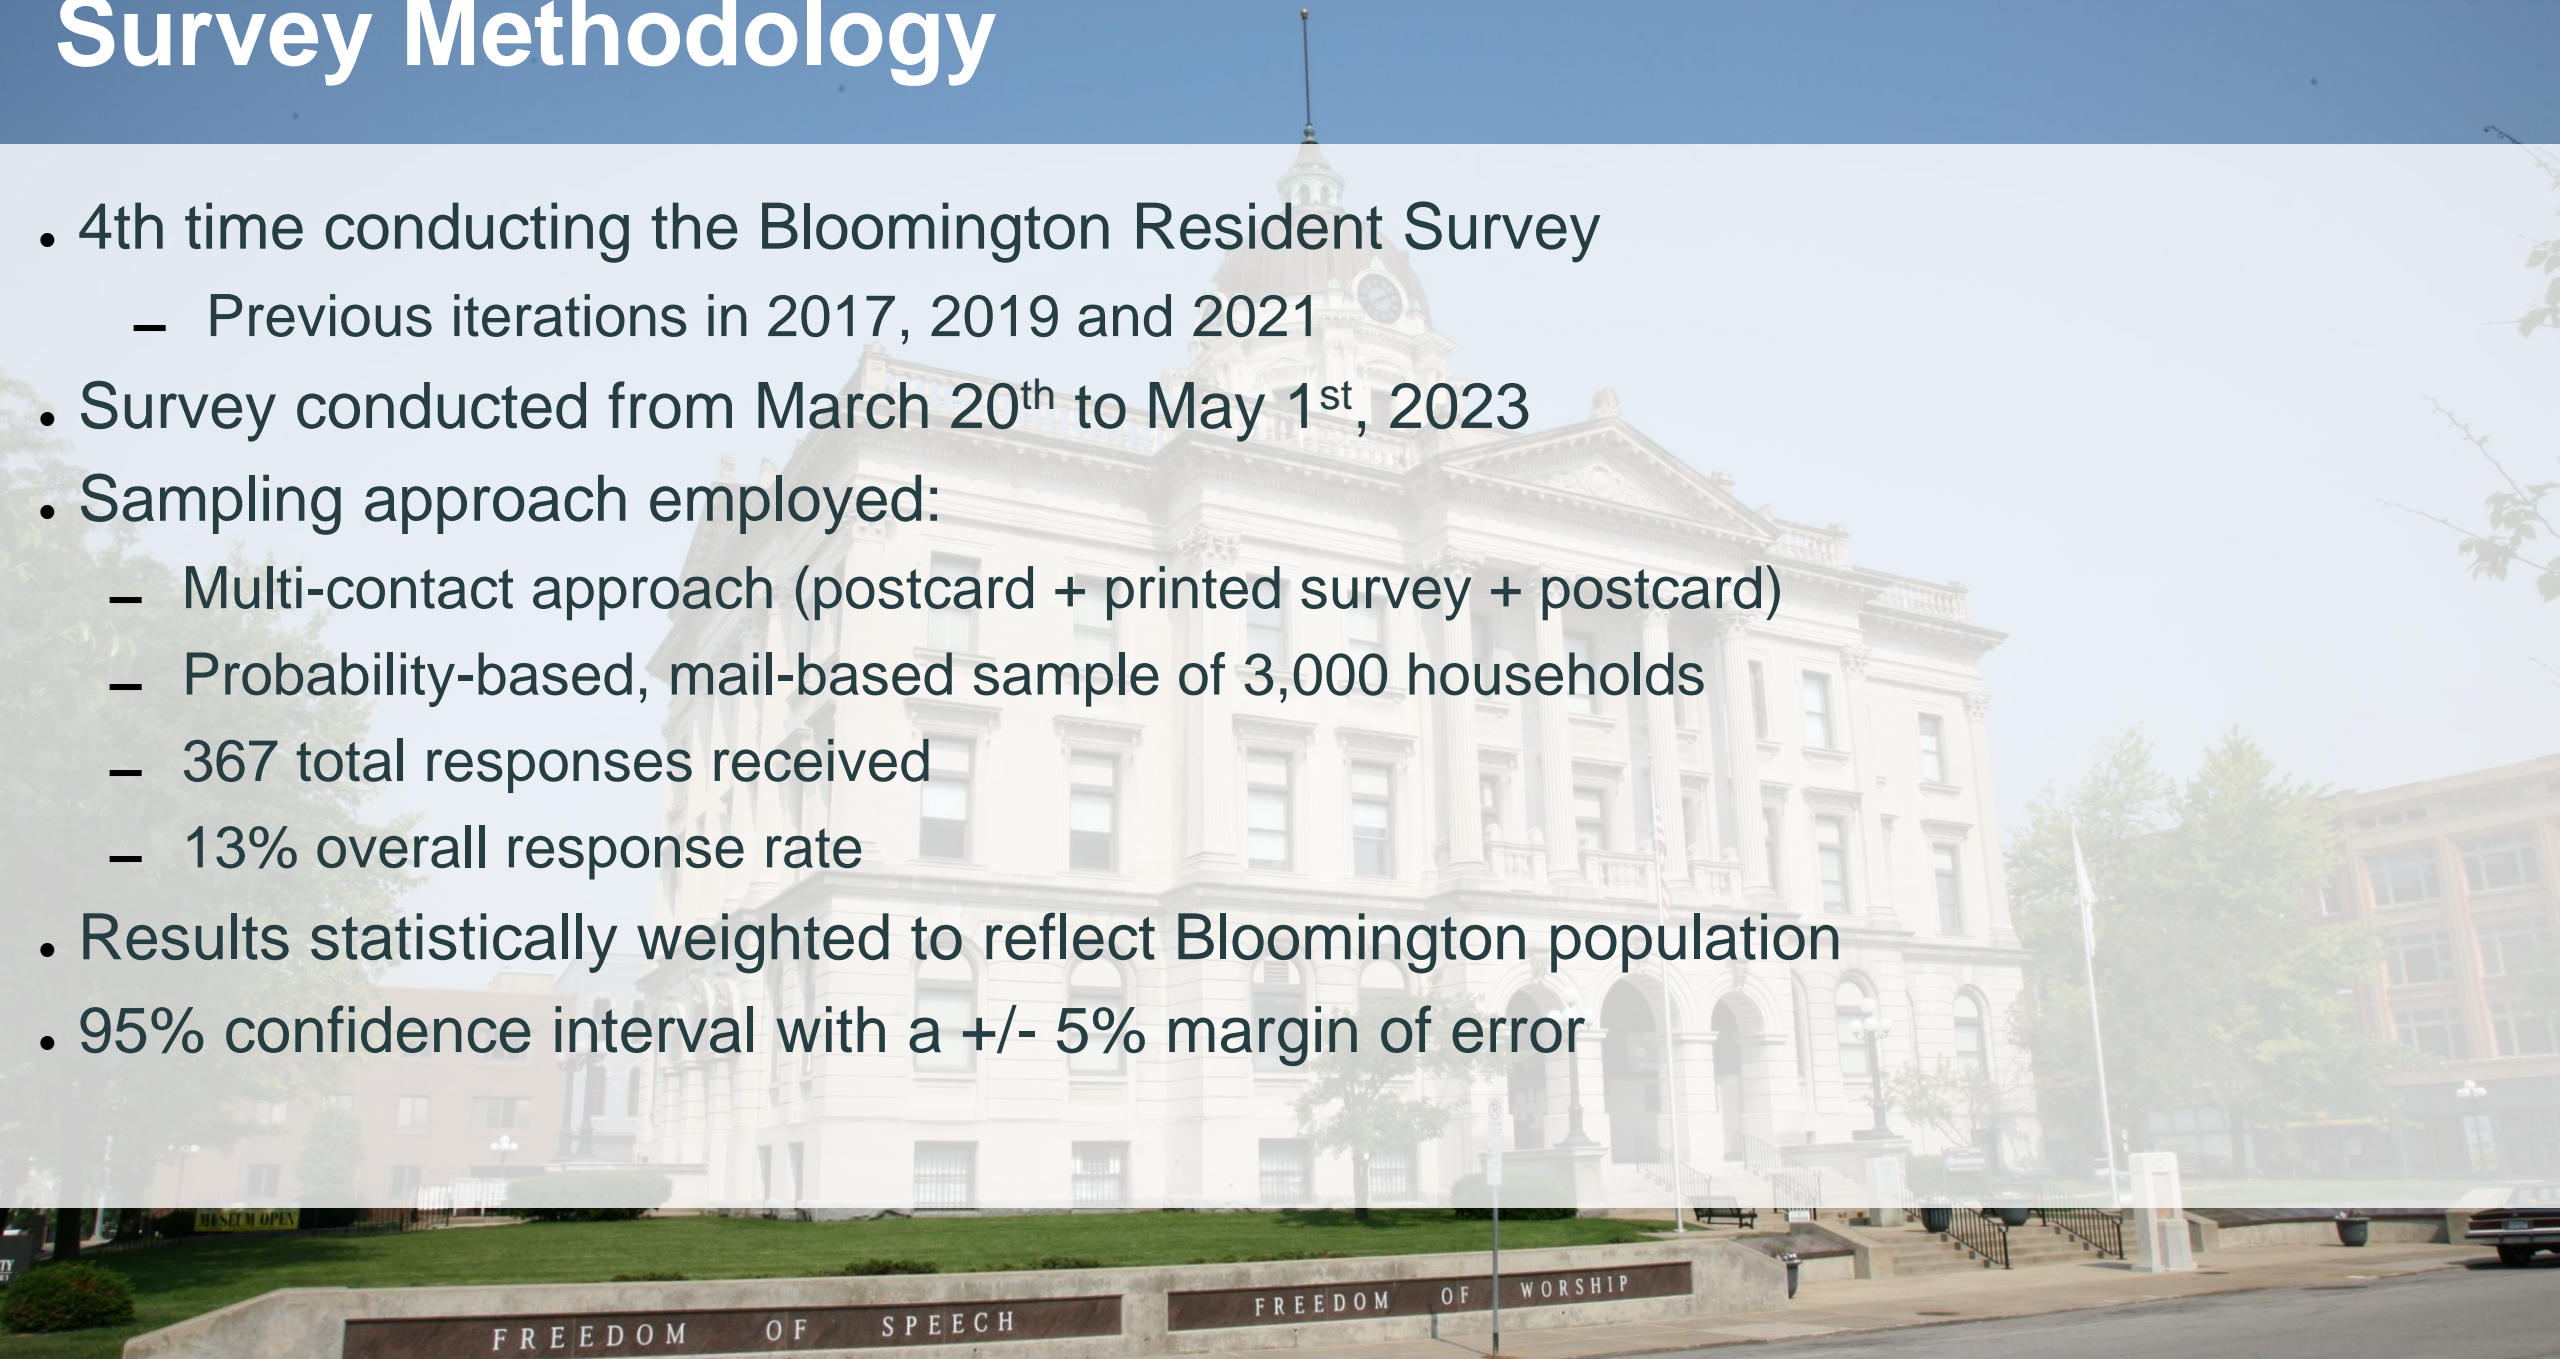 Survey Methodology
• 4th time conducting the Bloomington Resident Survey
– Previous iterations in 2017, 2019 and 2021
• Survey conducted from March 20th to May 1st, 2023
• Sampling approach employed:
– Multi-contact approach (postcard + printed survey + postcard)
– Probability-based, mail-based sample of 3,000 households
– 367 total responses received
– 13% overall response rate
• Results statistically weighted to reflect Bloomington population
• 95% confidence interval with a +/- 5% margin of error
MUSEUM OPEN
FREEDOM OF SPEECH
FREEDOM OF WORSHIP